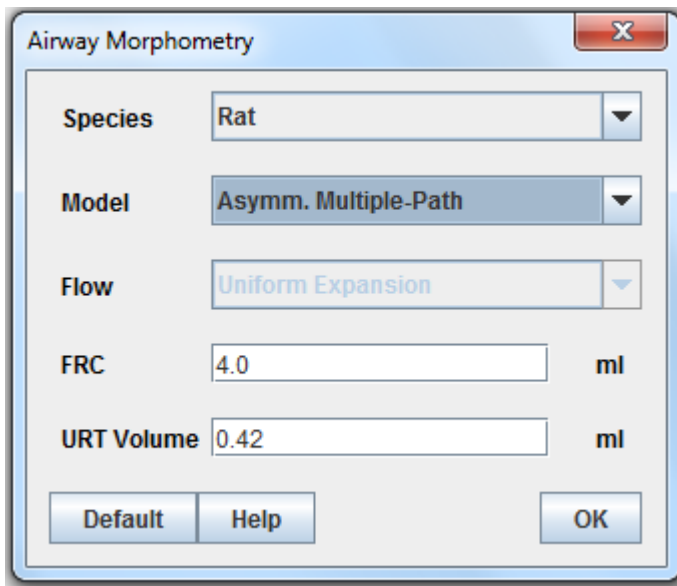 Airway Morphometry
Species Rat
Model Asymm. Multiple-Path
Flow Uniform Expansion
FRC 4.0 ml
URT Volume 0.42 ml
Default Help OK